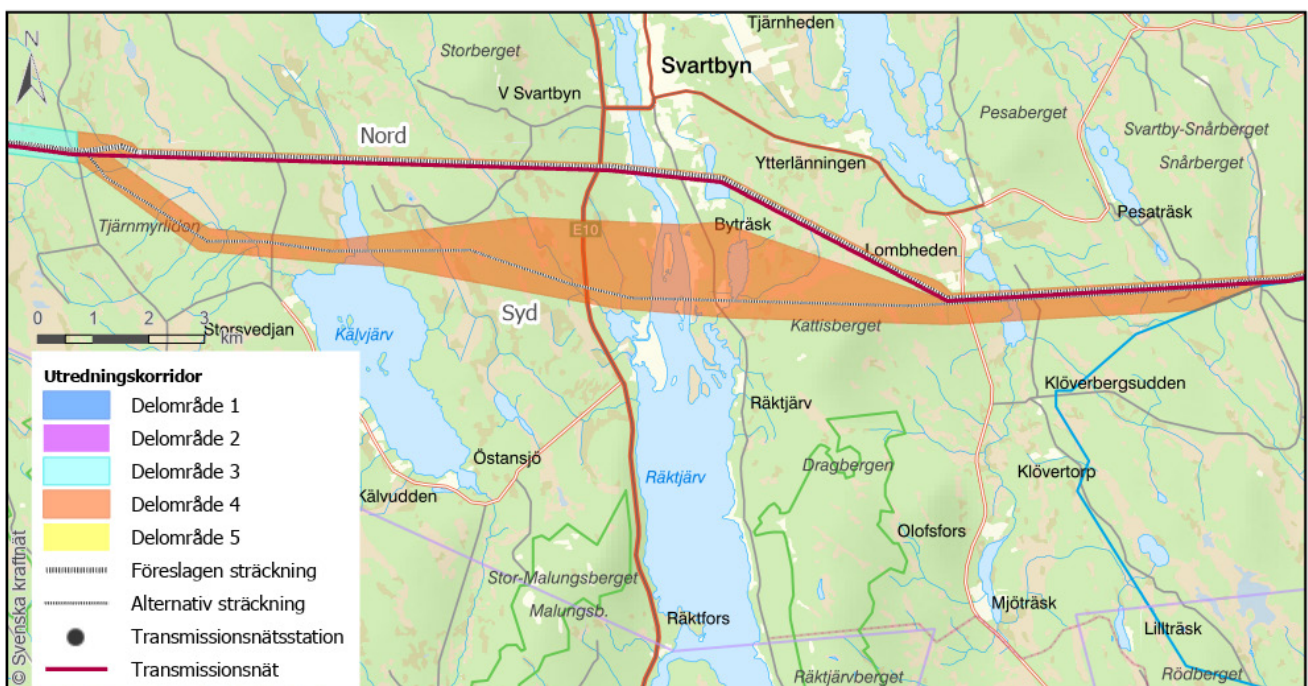 N
Tjärnheden
Storberget
Svartbyn
V Svartbyn
Pesaberget
Svartby-Snårberget
Nord
Ytterlänningen
Snårberget
Tjärnmyrlidon
Byträsk
Pesaträsk
E10
Lombheden
Syd
0 1 2 3
km
Storsvedjan
Kälvjärv
Kattisberget
Utredningskorridor
Delområde 1
Delområde 2
Delområde 3
Delområde 4
Delområde 5
Föreslagen sträckning
Alternativ sträckning
Transmissionsnätsstation
Transmissionsnät
© Svenska kraftnät
Klöverbergsudden
Räktjärv
Östansjö
Dragbergen
Klövertorp
Räktjärv
Kälvudden
Olofsfors
Stor-Malungsberget
Malungsb.
Mjöträsk
Räktfors
Lillträsk
Räktjärvberget
Rödberget